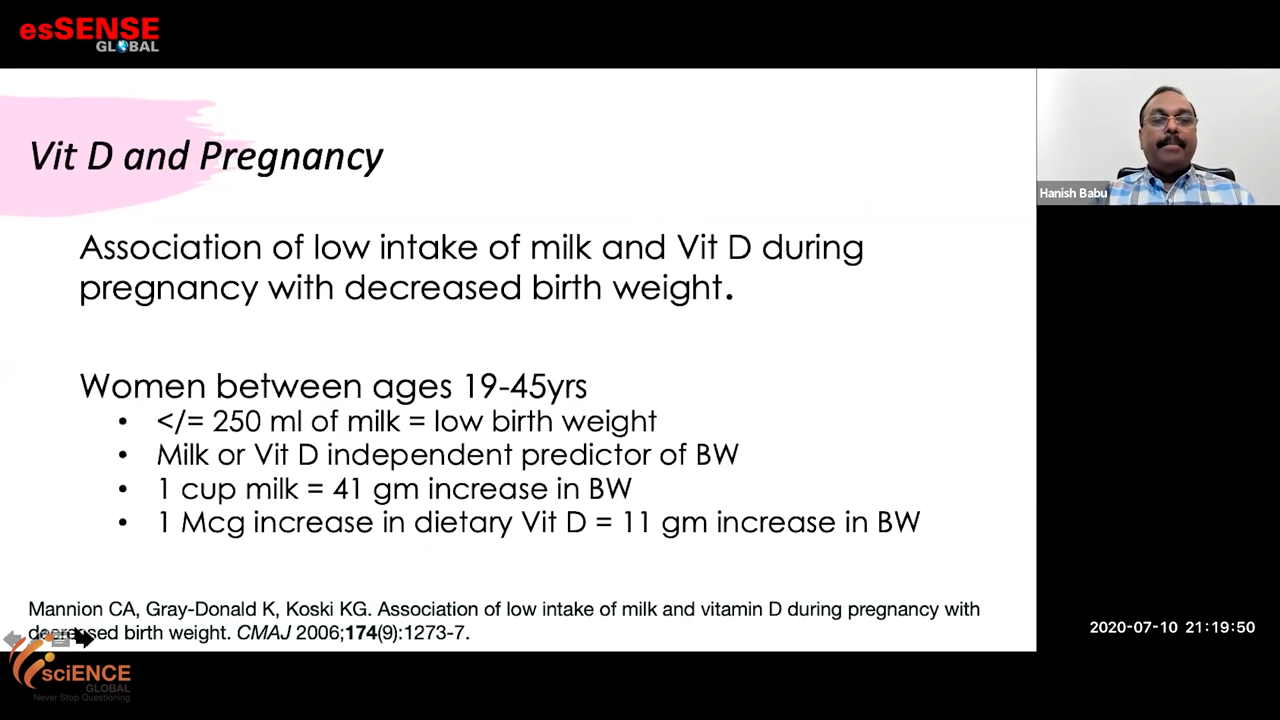 esSENSE
GLOBAL
Vit D and Pregnancy
Hanish Babu
Association of low intake of milk and Vit D during
pregnancy with decreased birth weight.
Women between ages 19-45yrs
• </= 250 ml of milk = low birth weight
• Milk or Vit D independent predictor of BW
• 1 cup milk = 41 gm increase in BW
• 1 Mcg increase in dietary Vit D = 11 gm increase in BW
Mannion CA, Gray-Donald K, Koski KG. Association of low intake of milk and vitamin D during pregnancy with
decreased birth weight. CMAJ 2006;174(9):1273-7.
2020-07-10 21:19:50
sciENCE
GLOBAL
Never Stop Questioning